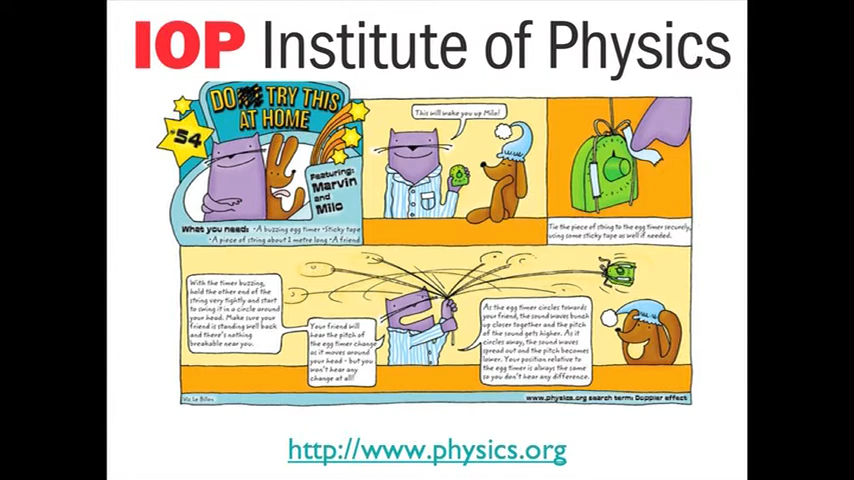 IOP Institute of Physics
DO TRY THIS
AT HOME
#54
Featuring:
Marvin
and
Milo
What you need: • A buzzing egg timer • Sticky tape
• A piece of string about 1 metre long • A friend
This will wake you up Milo!
Tie the piece of string to the egg timer securely,
using some sticky tape as well if needed.
With the timer buzzing,
hold the other end of the
string very tightly and start
to swing it in a circle around
your head. Make sure your
friend is standing well back
and there's nothing
breakable near you.
Your friend will
hear the pitch of
the egg timer change
as it moves around
your head - but you
won't hear any
change at all!
As the egg timer circles towards
your friend, the sound waves bunch
up closer together and the pitch
of the sound gets higher. As it
circles away, the sound waves
spread out and the pitch becomes
lower. Your position relative to
the egg timer is always the same
so you don't hear any difference.
Vic Le Billon
www.physics.org search term: Doppler effect
http://www.physics.org